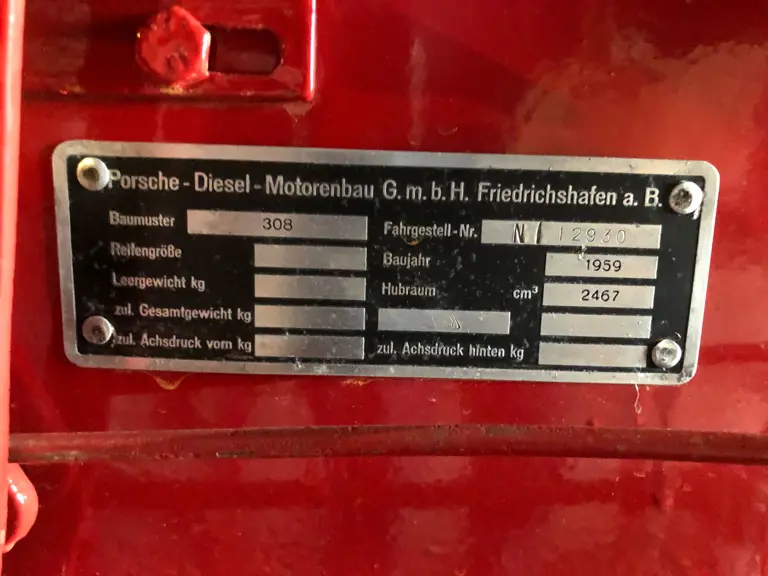 Porsche-Diesel-Motorenbau G.m.b.H. Friedrichshafen a. B.
Baumuster 308 Fahrgestell-Nr. N/ 12930
Reifengröße Baujahr 1959
Leergewicht kg Hubraum cm³ 2467
zul. Gesamtgewicht kg
zul. Achsdruck vorn kg zul. Achsdruck hinten kg